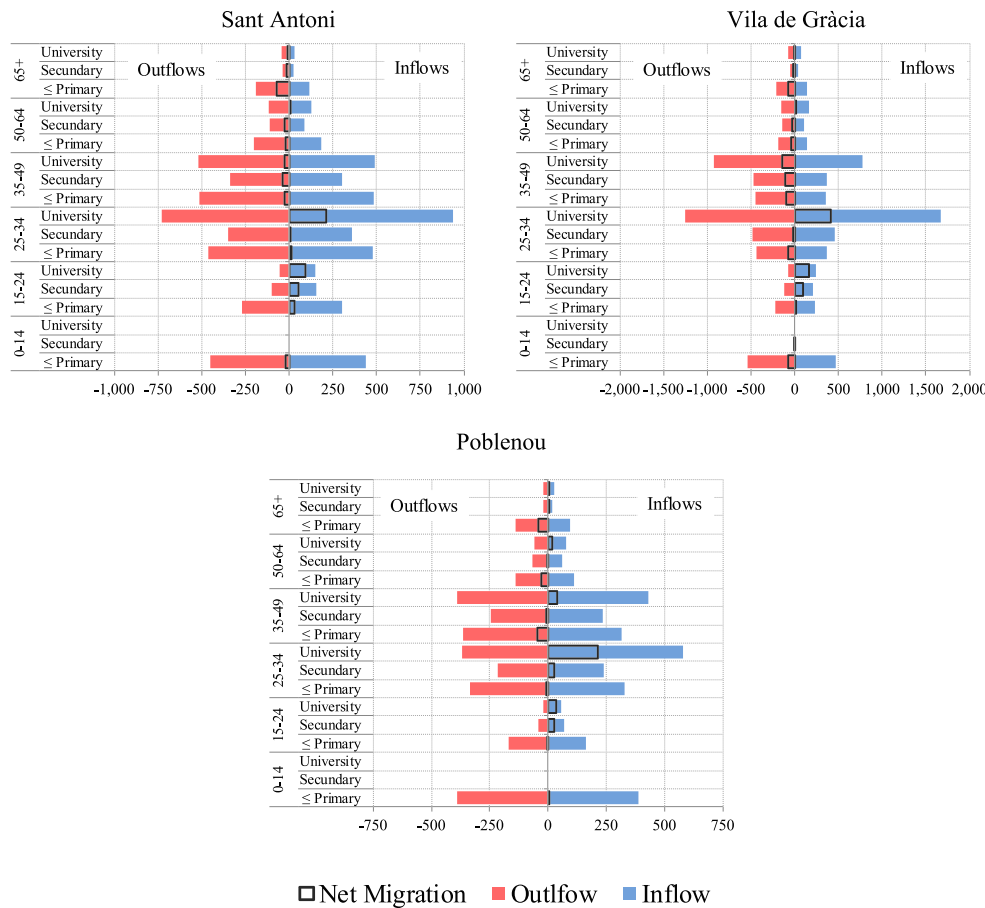 Sant Antoni
65+
University
Secundary
≤ Primary
50-64
University
Secundary
≤ Primary
35-49
University
Secundary
≤ Primary
25-34
University
Secundary
≤ Primary
15-24
University
Secundary
≤ Primary
0-14
University
Secundary
≤ Primary
Outflows
Inflows
-1,000 -750 -500 -250 0 250 500 750 1,000
Vila de Gràcia
65+
University
Secundary
≤ Primary
50-64
University
Secundary
≤ Primary
35-49
University
Secundary
≤ Primary
25-34
University
Secundary
≤ Primary
15-24
University
Secundary
≤ Primary
0-14
University
Secundary
≤ Primary
Outflows
Inflows
-2,000 -1,500 -1,000 -500 0 500 1,000 1,500 2,000
Poblenou
65+
University
Secundary
≤ Primary
50-64
University
Secundary
≤ Primary
35-49
University
Secundary
≤ Primary
25-34
University
Secundary
≤ Primary
15-24
University
Secundary
≤ Primary
0-14
University
Secundary
≤ Primary
Outflows
Inflows
-750 -500 -250 0 250 500 750
Net Migration Outlfow Inflow